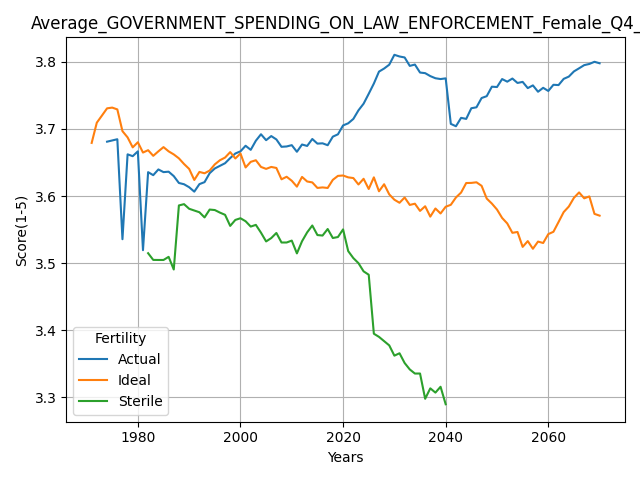 Average_GOVERNMENT_SPENDING_ON_LAW_ENFORCEMENT_Female_Q4_
3.8
3.7
3.6
3.5
3.4
3.3
Score(1-5)
Fertility
Actual
Ideal
Sterile
1980
2000
2020
2040
2060
Years